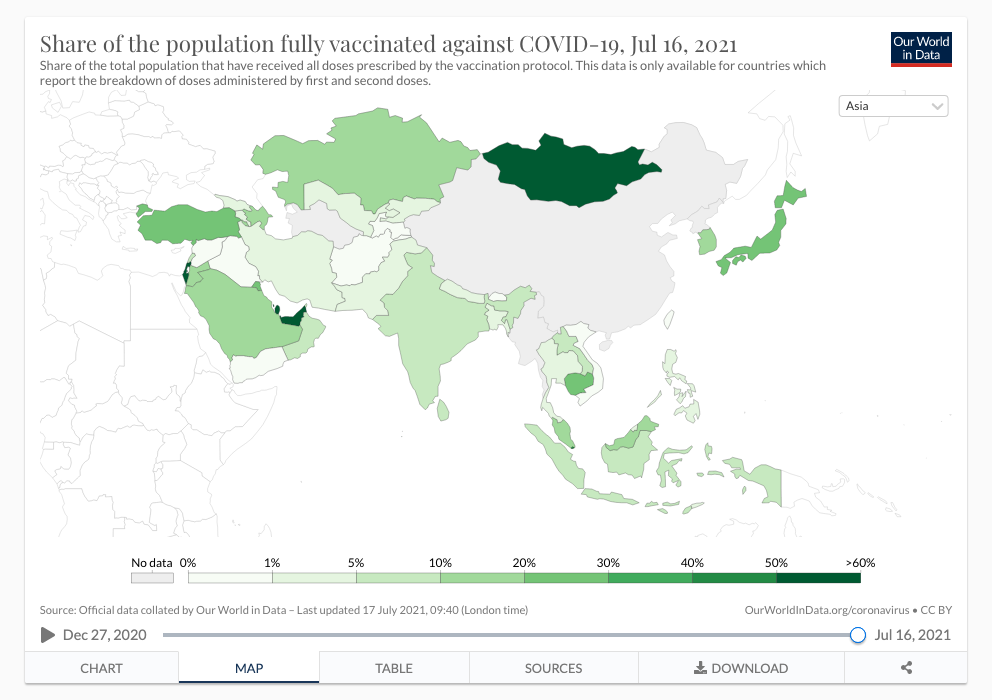 Share of the population fully vaccinated against COVID-19, Jul 16, 2021
Our World
in Data
Share of the total population that have received all doses prescribed by the vaccination protocol. This data is only available for countries which
report the breakdown of doses administered by first and second doses.
Asia
No data 0% 1% 5% 10% 20% 30% 40% 50% >60%
Source: Official data collated by Our World in Data – Last updated 17 July 2021, 09:40 (London time)
OurWorldInData.org/coronavirus • CC BY
Dec 27, 2020
Jul 16, 2021
CHART
MAP
TABLE
SOURCES
DOWNLOAD